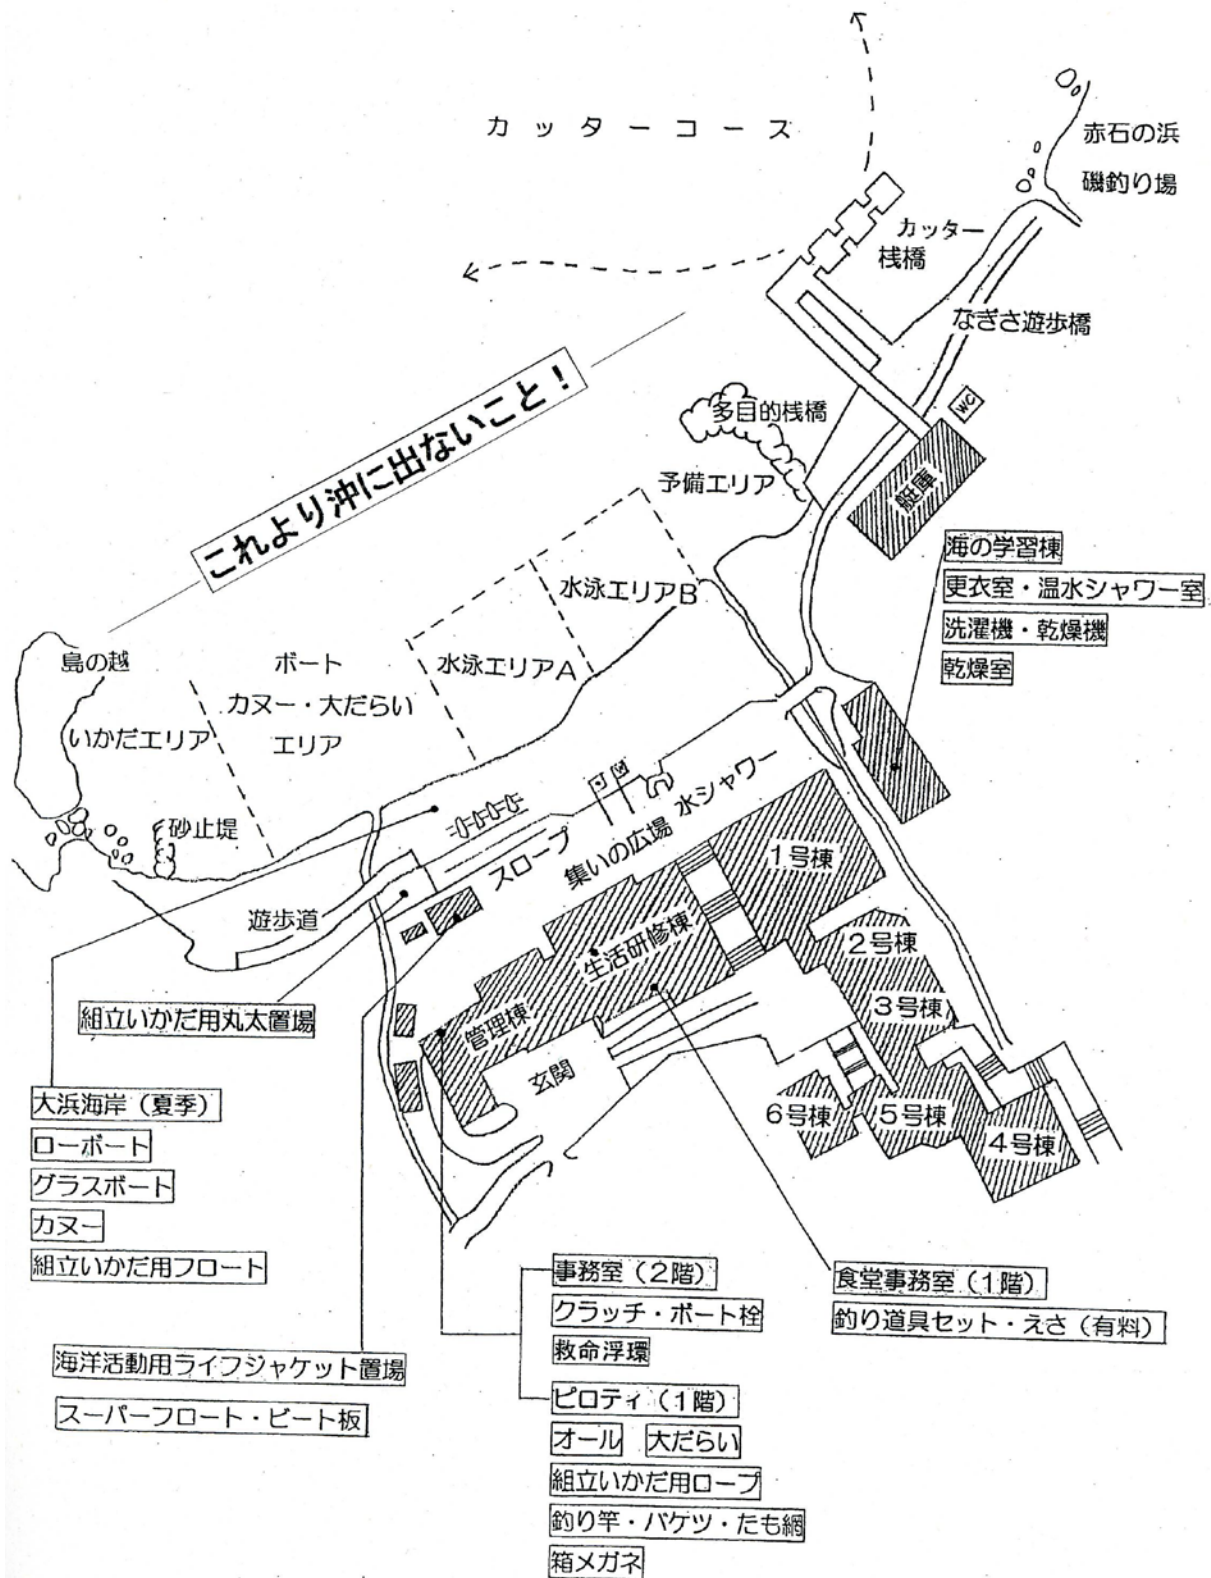 カッターコース
赤石の浜
磯釣り場
カッター
桟橋
なぎさ遊歩橋
WC
これより沖に出ないこと！
多目的桟橋
予備エリア
艇庫
海の学習棟
更衣室・温水シャワー室
洗濯機・乾燥機
乾燥室
水泳エリアB
水泳エリアA
ボート
カヌー・大だらい
エリア
島の越
いかだエリア
砂止堤
遊歩道
スロープ
集いの広場
水シャワー
1号棟
2号棟
3号棟
4号棟
5号棟
6号棟
生活研修棟
管理棟
玄関
組立いかだ用丸太置場
大浜海岸（夏季）
ローボート
グラスボート
カヌー
組立いかだ用フロート
海洋活動用ライフジャケット置場
スーパーフロート・ビート板
事務室（2階）
クラッチ・ボート栓
救命浮環
ピロティ（1階）
オール 大だらい
組立いかだ用ロープ
釣り竿・バケツ・たも網
箱メガネ
食堂事務室（1階）
釣り道具セット・えさ（有料）